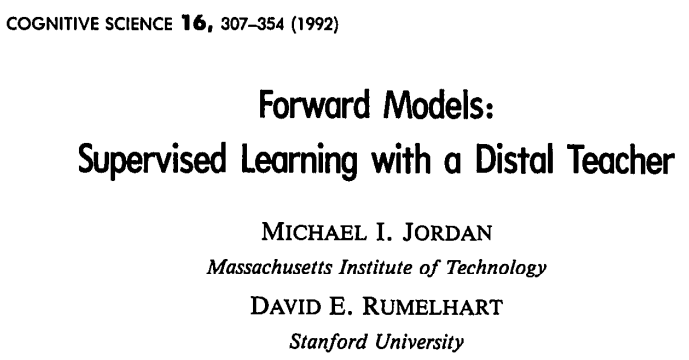 COGNITIVE SCIENCE 16, 307–354 (1992)
Forward Models:
Supervised Learning with a Distal Teacher
MICHAEL I. JORDAN
Massachusetts Institute of Technology
DAVID E. RUMELHART
Stanford University